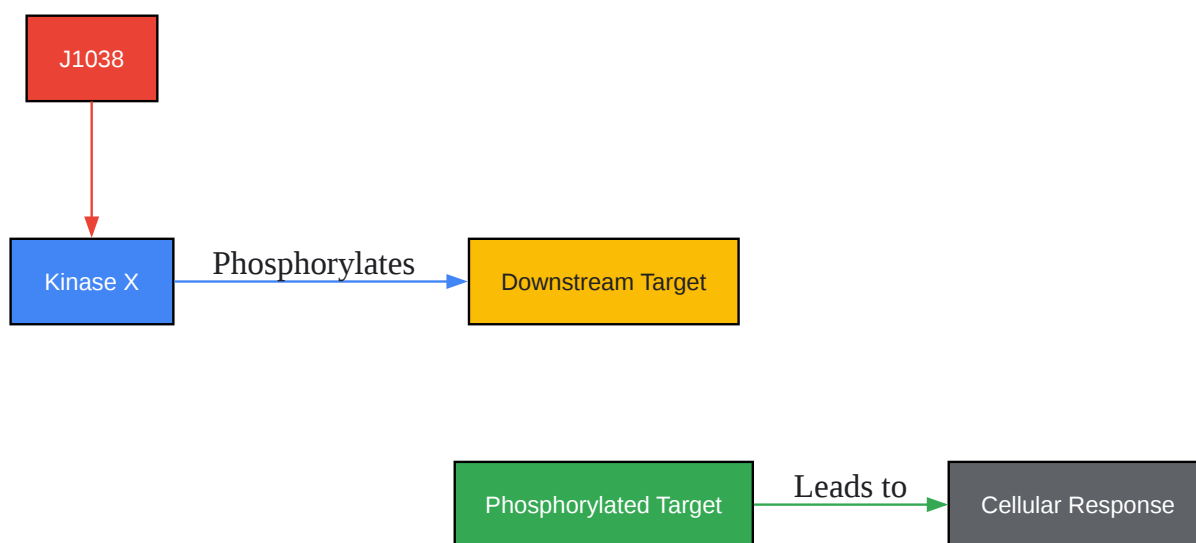 J1038
Phosphorylates
Kinase X
Downstream Target
Leads to
Phosphorylated Target
Cellular Response